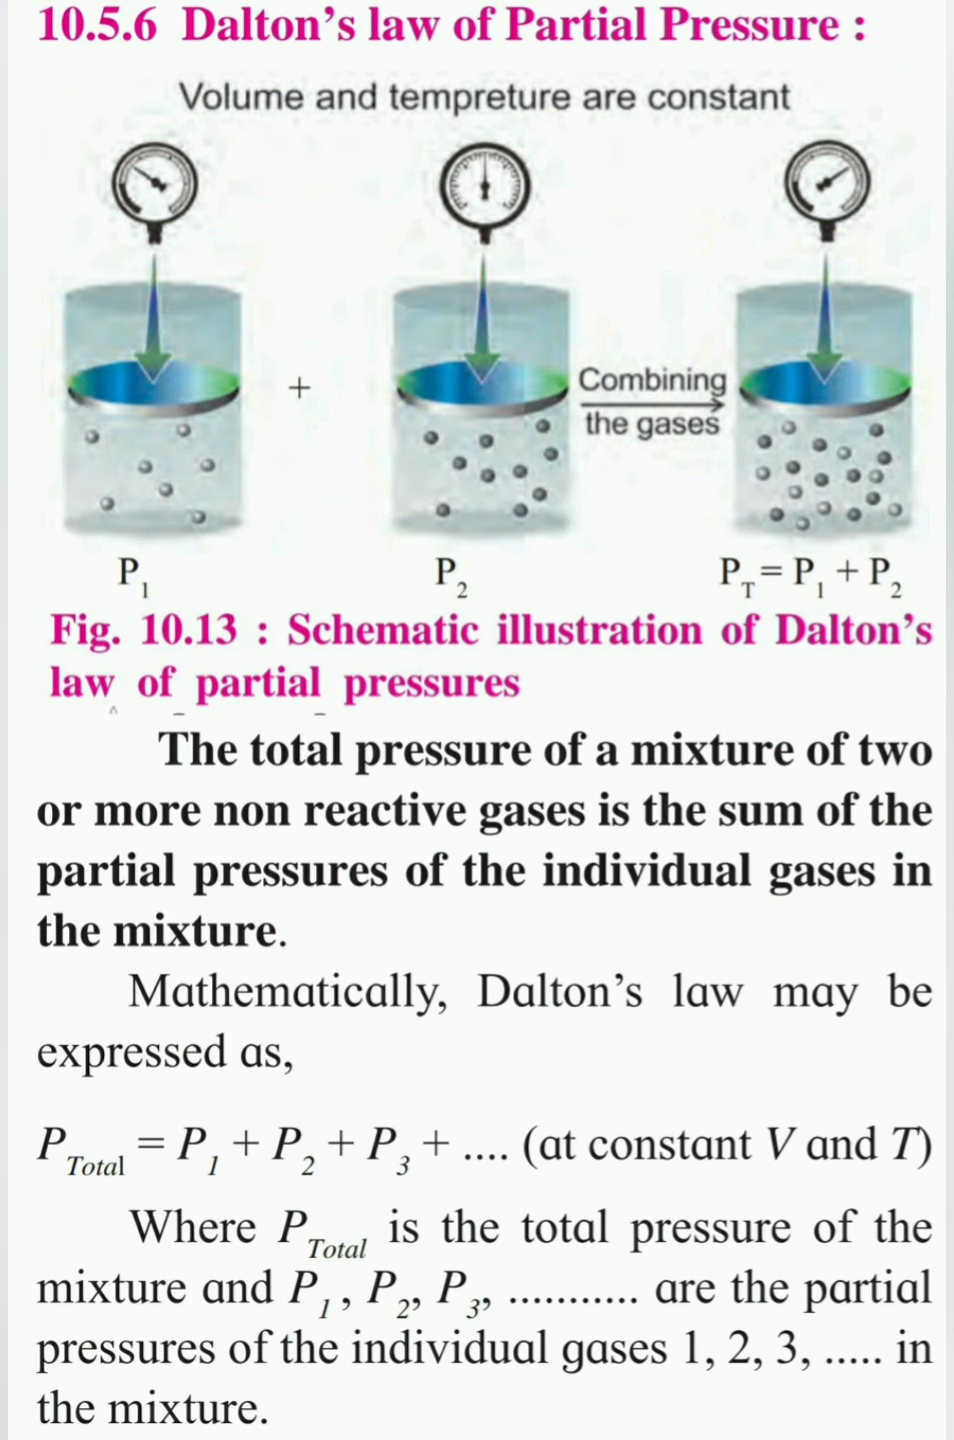 10.5.6 Dalton’s law of Partial Pressure :
Volume and tempreture are constant
+
Combining
the gases
P₁
P₂
P_T = P₁ + P₂
Fig. 10.13 : Schematic illustration of Dalton’s
law of partial pressures
The total pressure of a mixture of two
or more non reactive gases is the sum of the
partial pressures of the individual gases in
the mixture.
Mathematically, Dalton’s law may be
expressed as,
P_Total = P₁ + P₂ + P₃ + .... (at constant V and T)
Where P_Total is the total pressure of the
mixture and P₁, P₂, P₃, ........... are the partial
pressures of the individual gases 1, 2, 3, ..... in
the mixture.